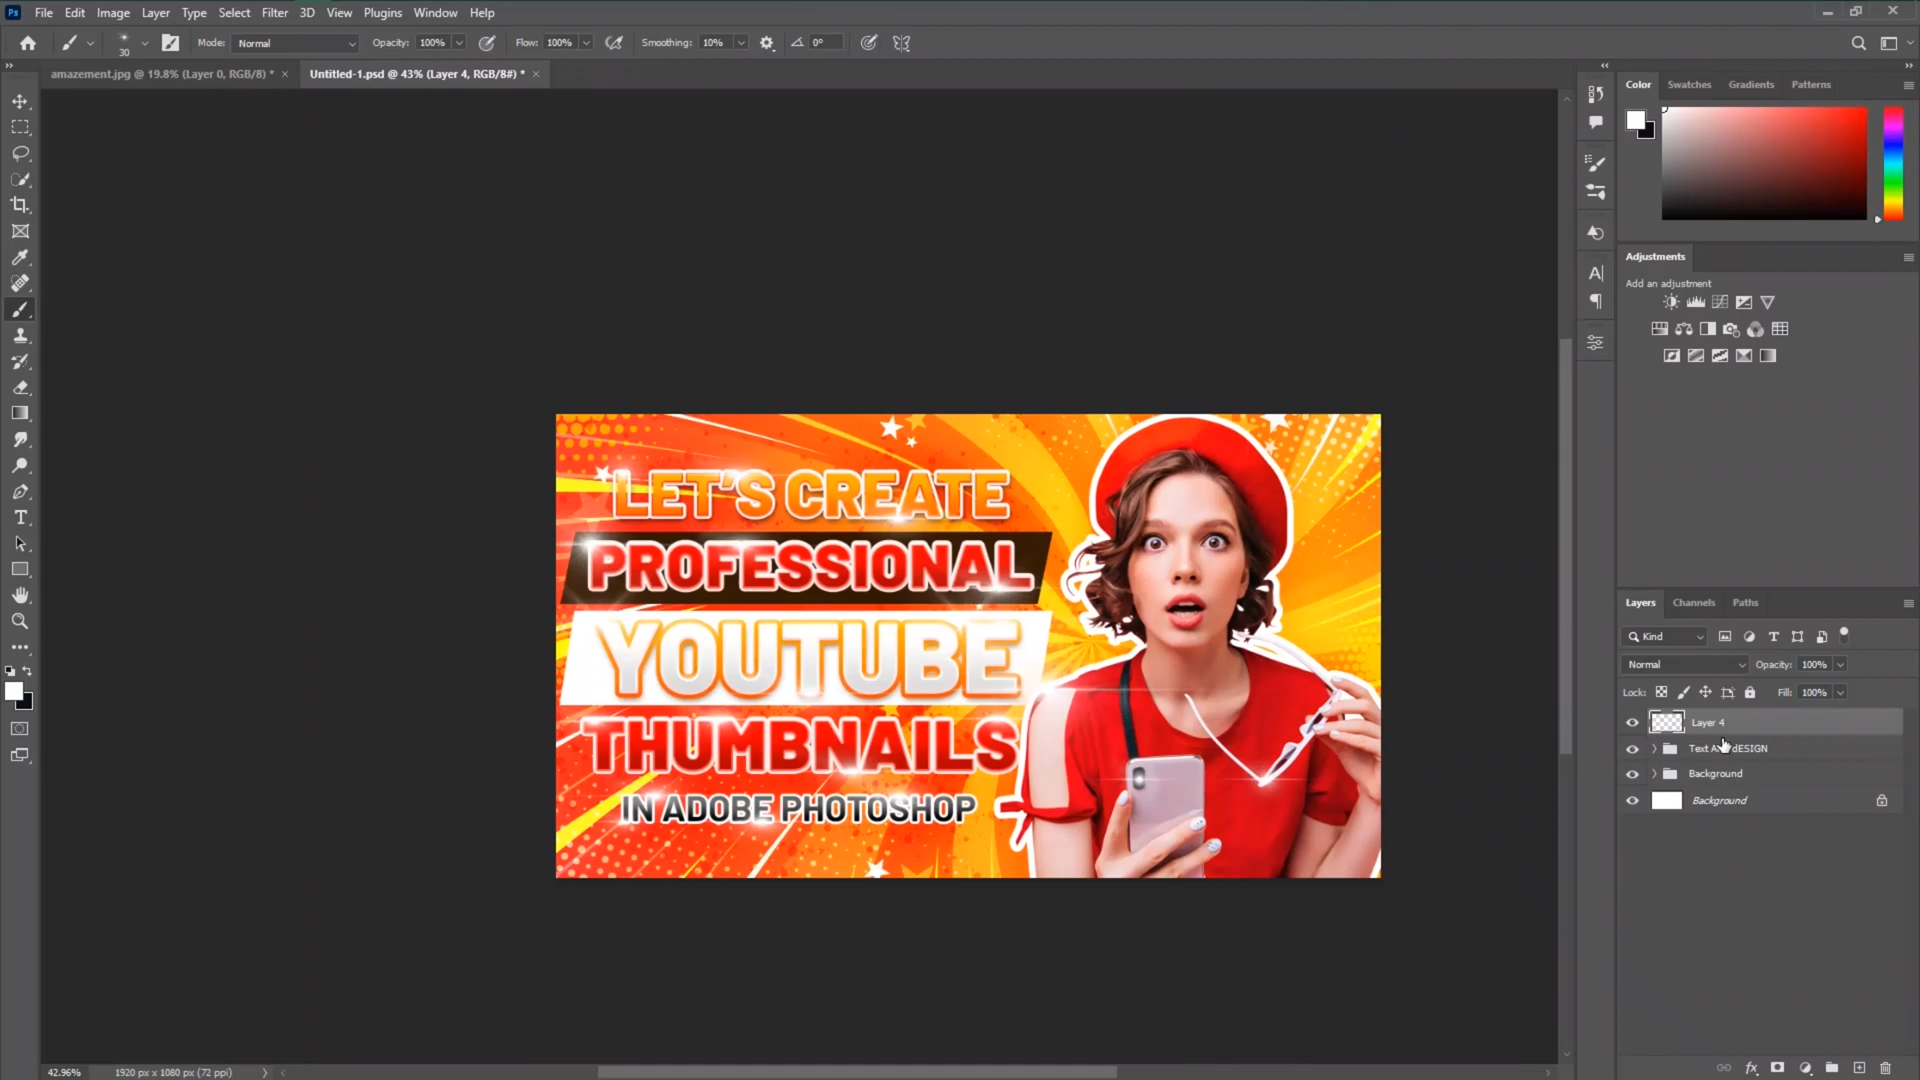 Ps File Edit Image Layer Type Select Filter 3D View Plugins Window Help
30 Mode: Normal Opacity: 100% Flow: 100% Smoothing: 10% 0°
amazement.jpg @ 19.8% (Layer 0, RGB/8) * × Untitled-1.psd @ 43% (Layer 4, RGB/8#) * ×
Color Swatches Gradients Patterns
Adjustments
Add an adjustment
LET'S CREATE
PROFESSIONAL
YOUTUBE
THUMBNAILS
IN ADOBE PHOTOSHOP
Layers Channels Paths
Kind
Normal Opacity: 100%
Lock: Fill: 100%
Layer 4
Text dESIGN
Background
Background
42.96% 1920 px x 1080 px (72 ppi)